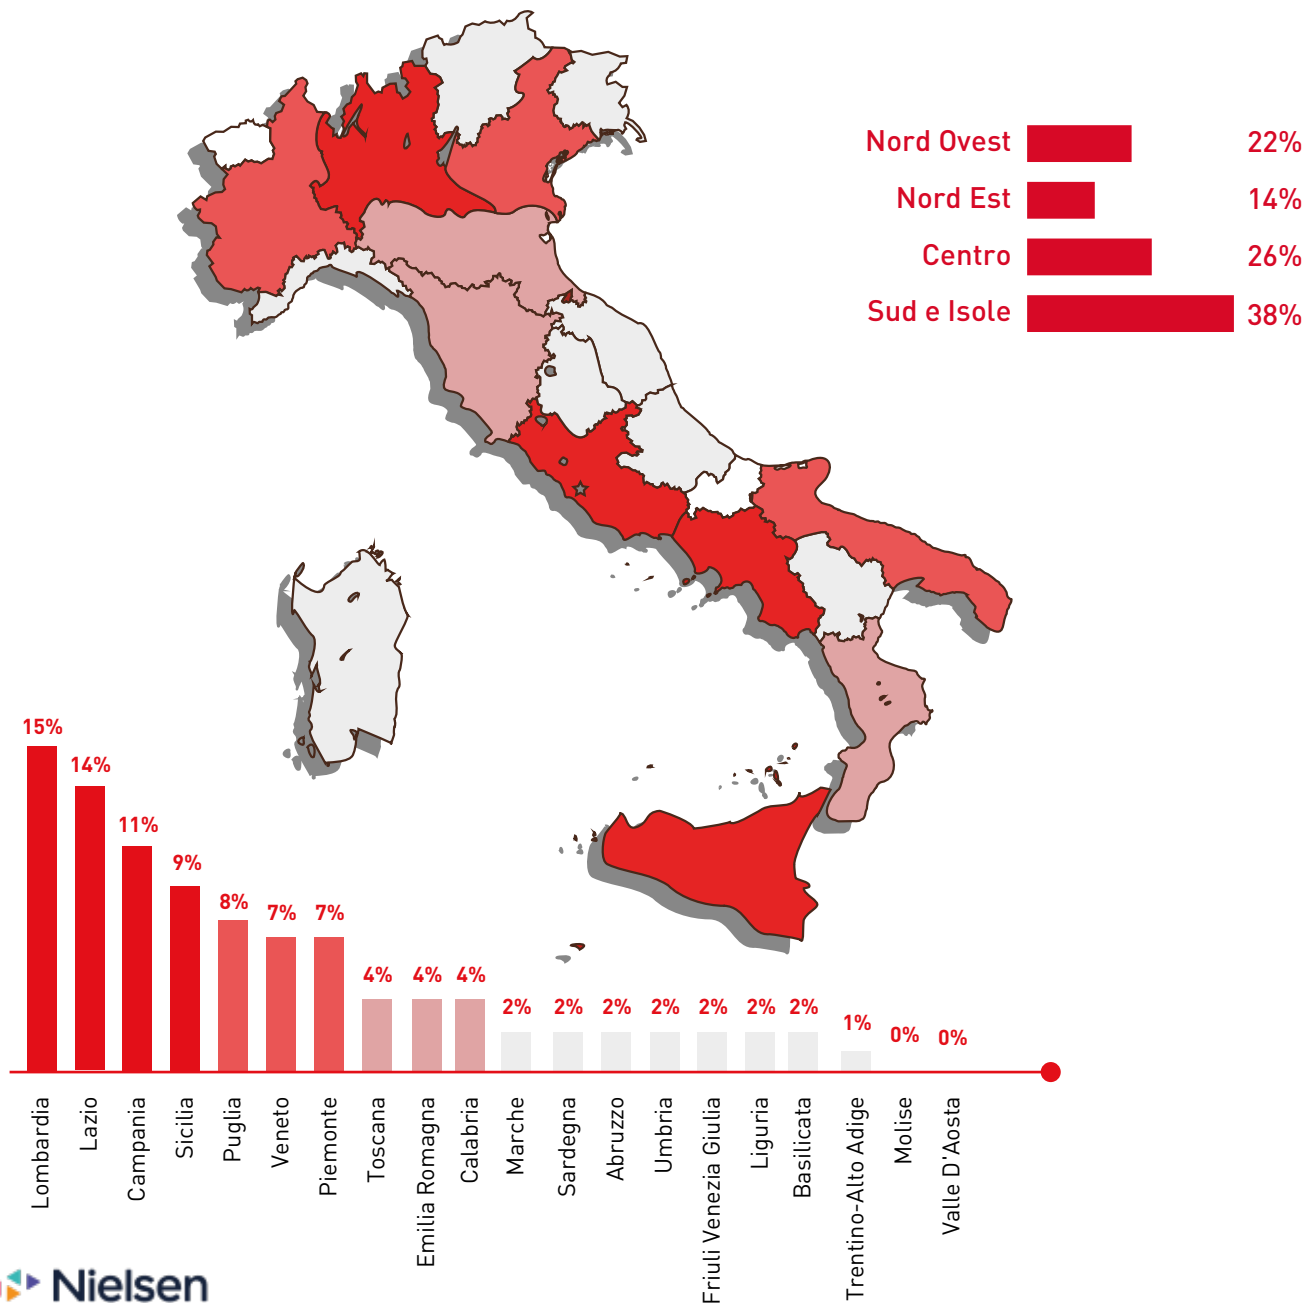 Nord Ovest 22%
Nord Est 14%
Centro 26%
Sud e Isole 38%
15%
14%
11%
9%
8%
7%
7%
4%
4%
4%
2%
2%
2%
2%
2%
2%
2%
1%
0%
0%
Lombardia
Lazio
Campania
Sicilia
Puglia
Veneto
Piemonte
Toscana
Emilia Romagna
Calabria
Marche
Sardegna
Abruzzo
Umbria
Friuli Venezia Giulia
Liguria
Basilicata
Trentino-Alto Adige
Molise
Valle D'Aosta
Nielsen